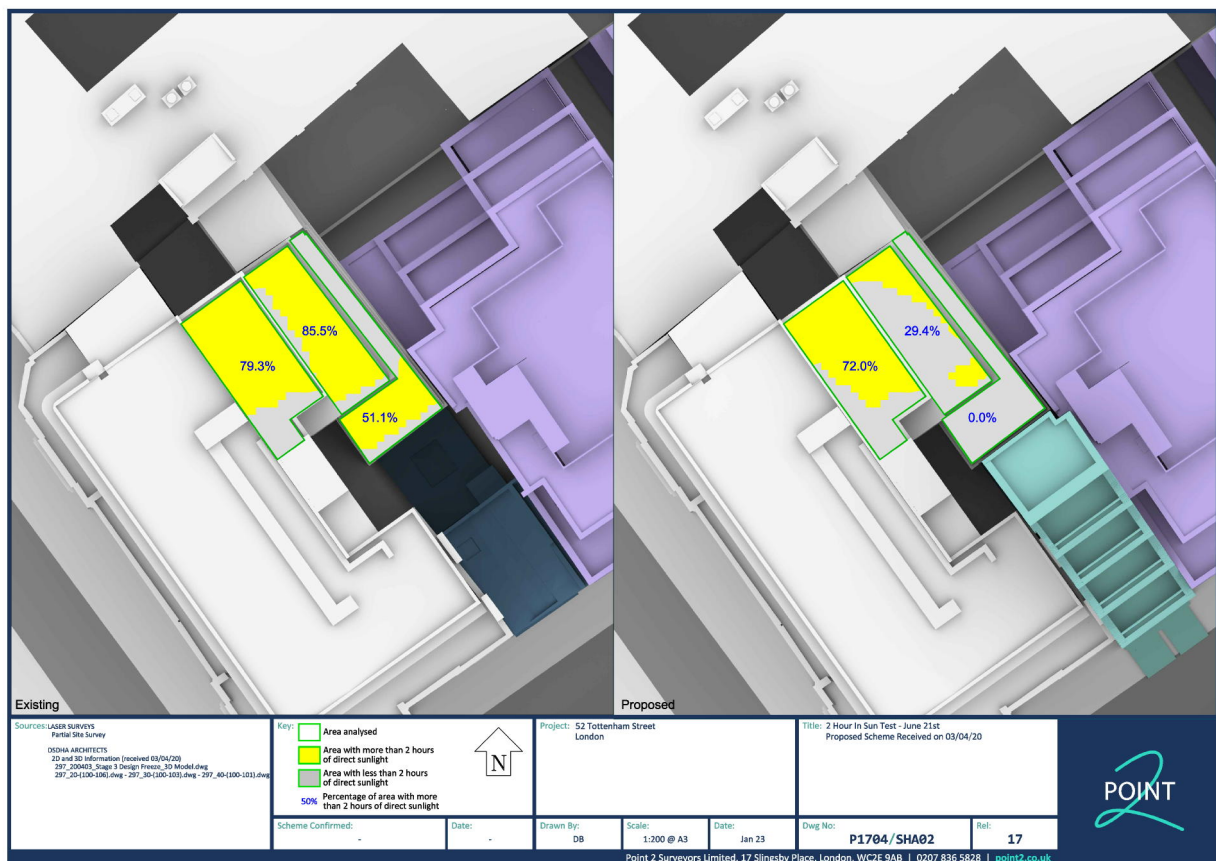 85.5%
79.3%
51.1%
Existing
29.4%
72.0%
0.0%
Proposed
Sources: LASER SURVEYS
Partial Site Survey
DSDHA ARCHITECTS
2D and 3D Information (received 03/04/20)
297_200403_Stage 3 Design Freeze_3D Model.dwg
297_20-(100-106).dwg - 297_30-(100-103).dwg - 297_40-(100-101).dwg
Key:
Area analysed
Area with more than 2 hours
of direct sunlight
Area with less than 2 hours
of direct sunlight
50% Percentage of area with more
than 2 hours of direct sunlight
N
Project: 52 Tottenham Street
London
Title: 2 Hour In Sun Test - June 21st
Proposed Scheme Received on 03/04/20
Scheme Confirmed:
-
Date:
-
Drawn By:
DB
Scale:
1:200 @ A3
Date:
Jan 23
Dwg No:
P1704/SHA02
Rel:
17
POINT 2
Point 2 Surveyors Limited, 17 Slingsby Place, London, WC2E 9AB | 0207 836 5828 | point2.co.uk